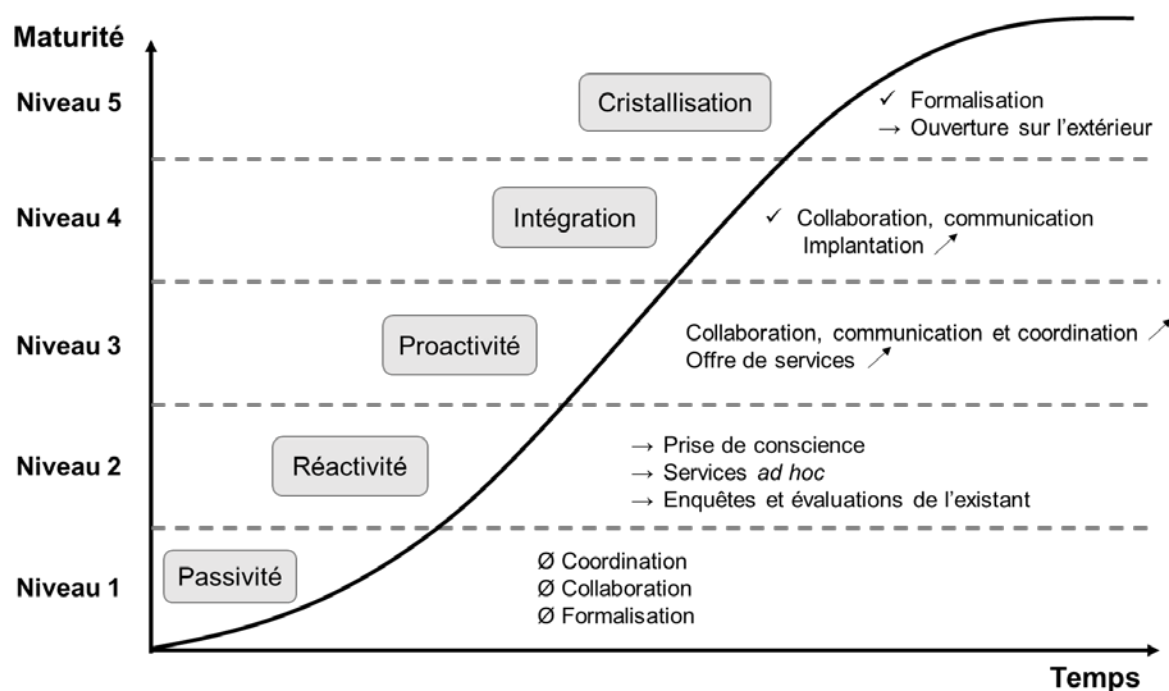 Maturité
Niveau 5
Cristallisation
✓ Formalisation
→ Ouverture sur l'extérieur
Niveau 4
Intégration
✓ Collaboration, communication
Implantation ↗
Niveau 3
Proactivité
Collaboration, communication et coordination ↗
Offre de services ↗
Niveau 2
Réactivité
→ Prise de conscience
→ Services ad hoc
→ Enquêtes et évaluations de l'existant
Niveau 1
Passivité
Ø Coordination
Ø Collaboration
Ø Formalisation
Temps